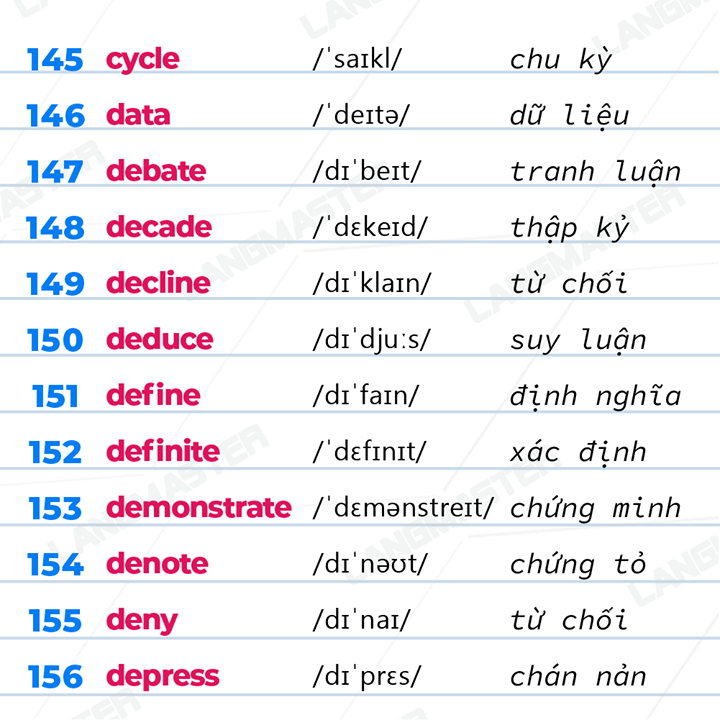 145 cycle /ˈsaɪkl/ chu kỳ
146 data /ˈdeɪtə/ dữ liệu
147 debate /dɪˈbeɪt/ tranh luận
148 decade /ˈdɛkeɪd/ thập kỷ
149 decline /dɪˈklaɪn/ từ chối
150 deduce /dɪˈdjuːs/ suy luận
151 define /dɪˈfaɪn/ định nghĩa
152 definite /ˈdɛfɪnɪt/ xác định
153 demonstrate /ˈdɛmənstreɪt/ chứng minh
154 denote /dɪˈnəʊt/ chứng tỏ
155 deny /dɪˈnaɪ/ từ chối
156 depress /dɪˈprɛs/ chán nản
LANGMASTER